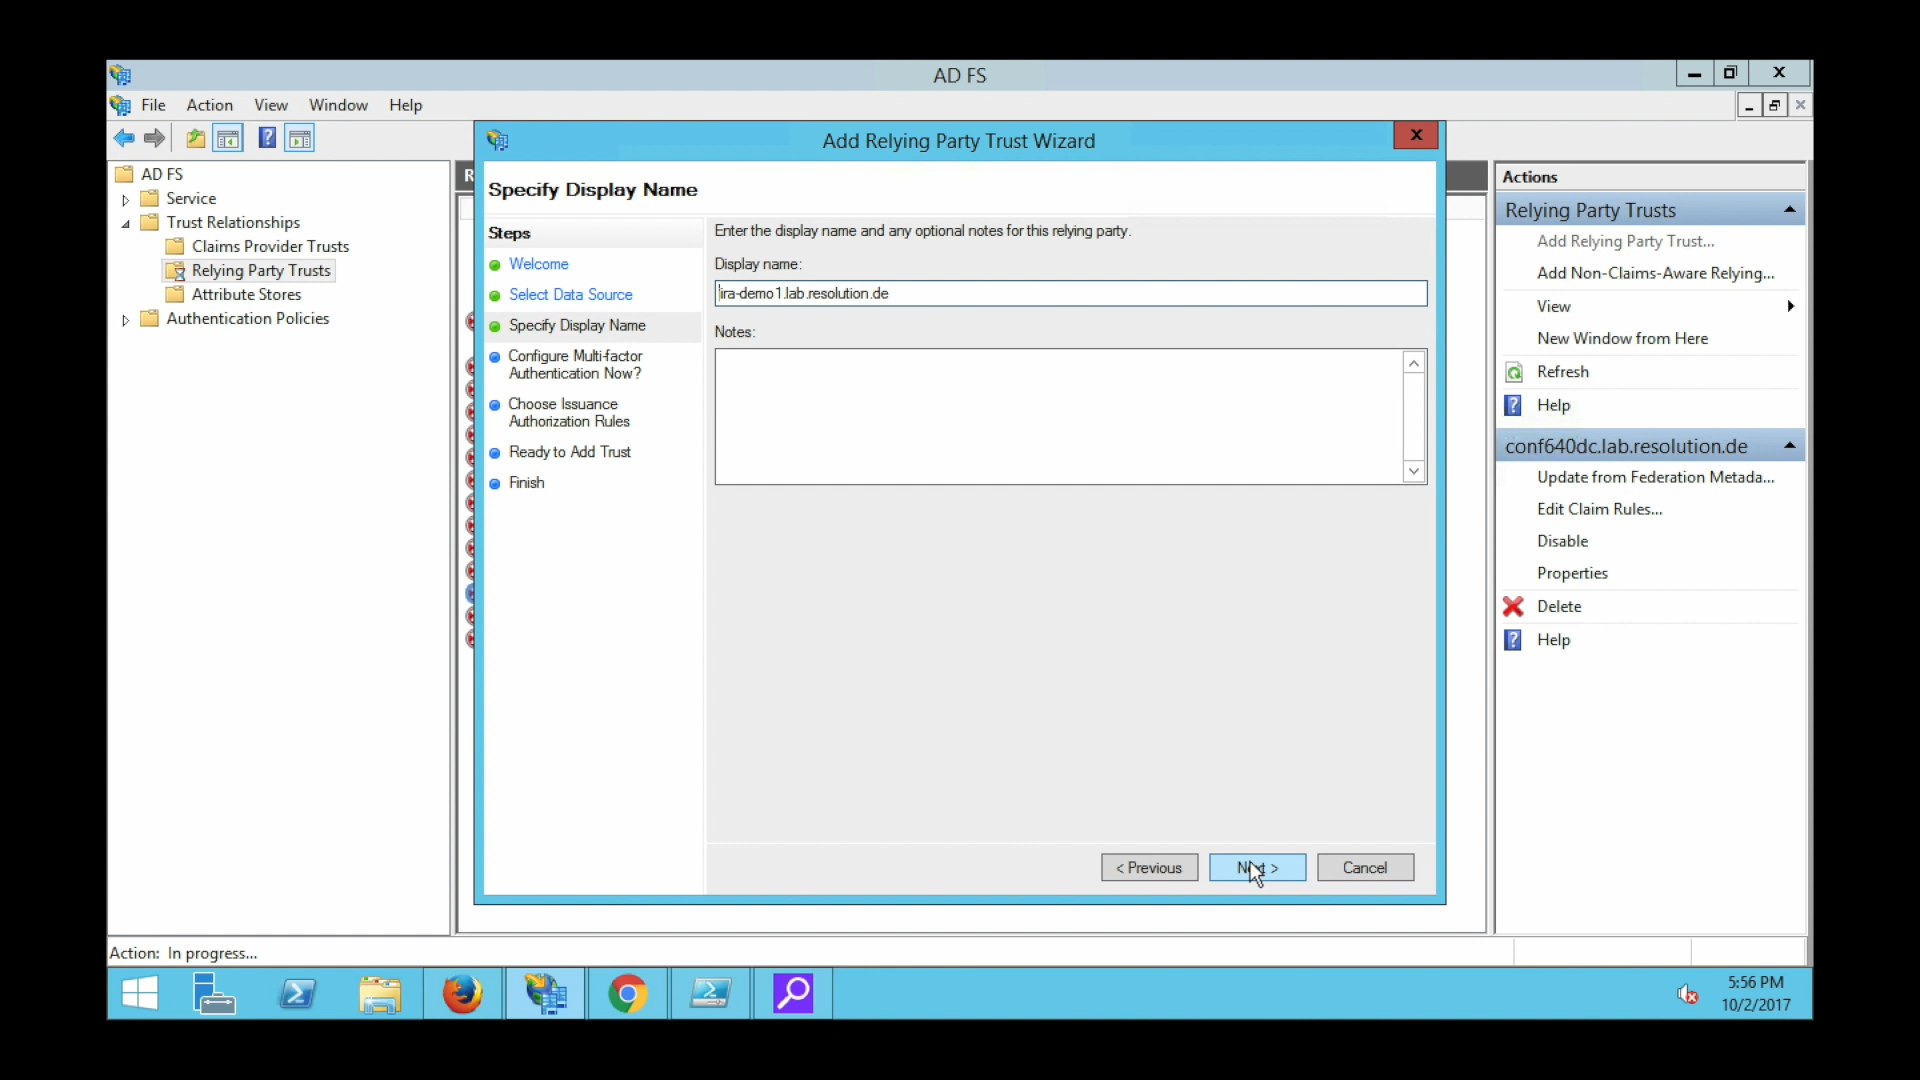 AD FS
File Action View Window Help
AD FS
Service
Trust Relationships
Claims Provider Trusts
Relying Party Trusts
Attribute Stores
Authentication Policies
R
Add Relying Party Trust Wizard
Specify Display Name
Steps
Welcome
Select Data Source
Specify Display Name
Configure Multi-factor
Authentication Now?
Choose Issuance
Authorization Rules
Ready to Add Trust
Finish
Enter the display name and any optional notes for this relying party.
Display name:
jira-demo1.lab.resolution.de
Notes:
< Previous
Next >
Cancel
Actions
Relying Party Trusts
Add Relying Party Trust...
Add Non-Claims-Aware Relying...
View
New Window from Here
Refresh
Help
conf640dc.lab.resolution.de
Update from Federation Metada...
Edit Claim Rules...
Disable
Properties
Delete
Help
Action: In progress...
5:56 PM
10/2/2017